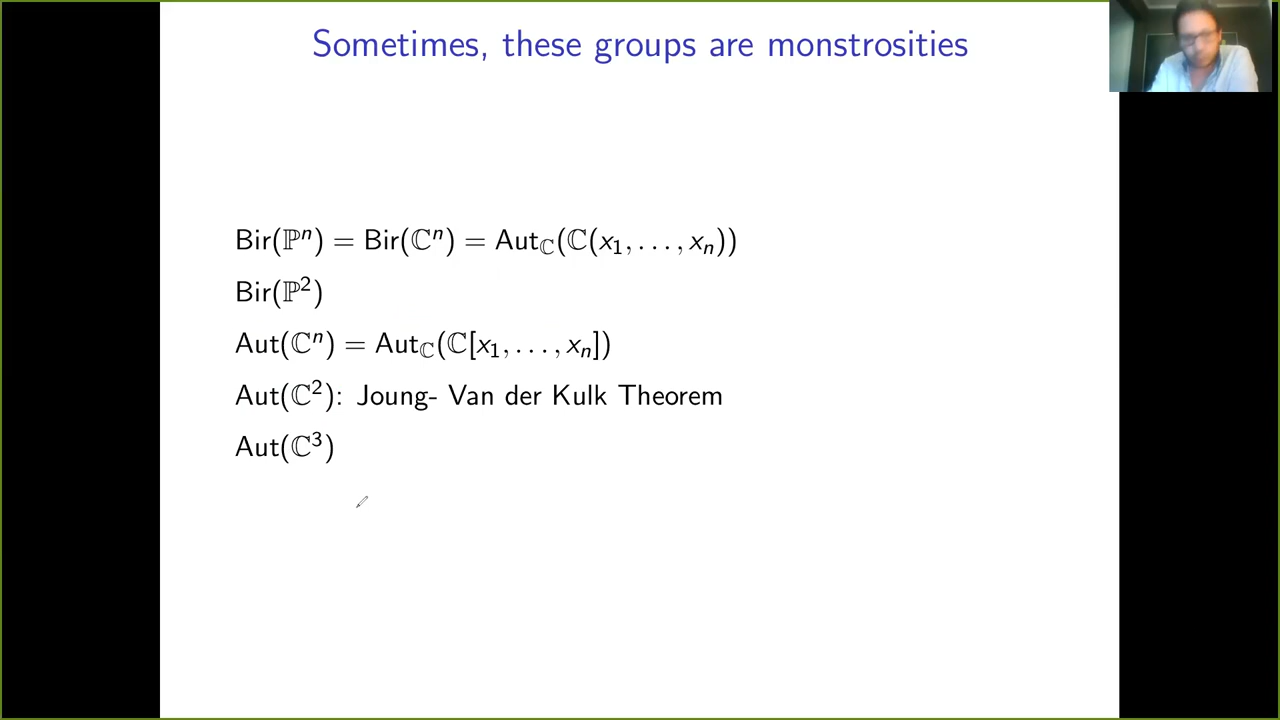 Sometimes, these groups are monstrosities
Bir(ℙⁿ) = Bir(ℂⁿ) = Aut_ℂ(ℂ(x₁, . . . , xₙ))
Bir(ℙ²)
Aut(ℂⁿ) = Aut_ℂ(ℂ[x₁, . . . , xₙ])
Aut(ℂ²): Joung- Van der Kulk Theorem
Aut(ℂ³)